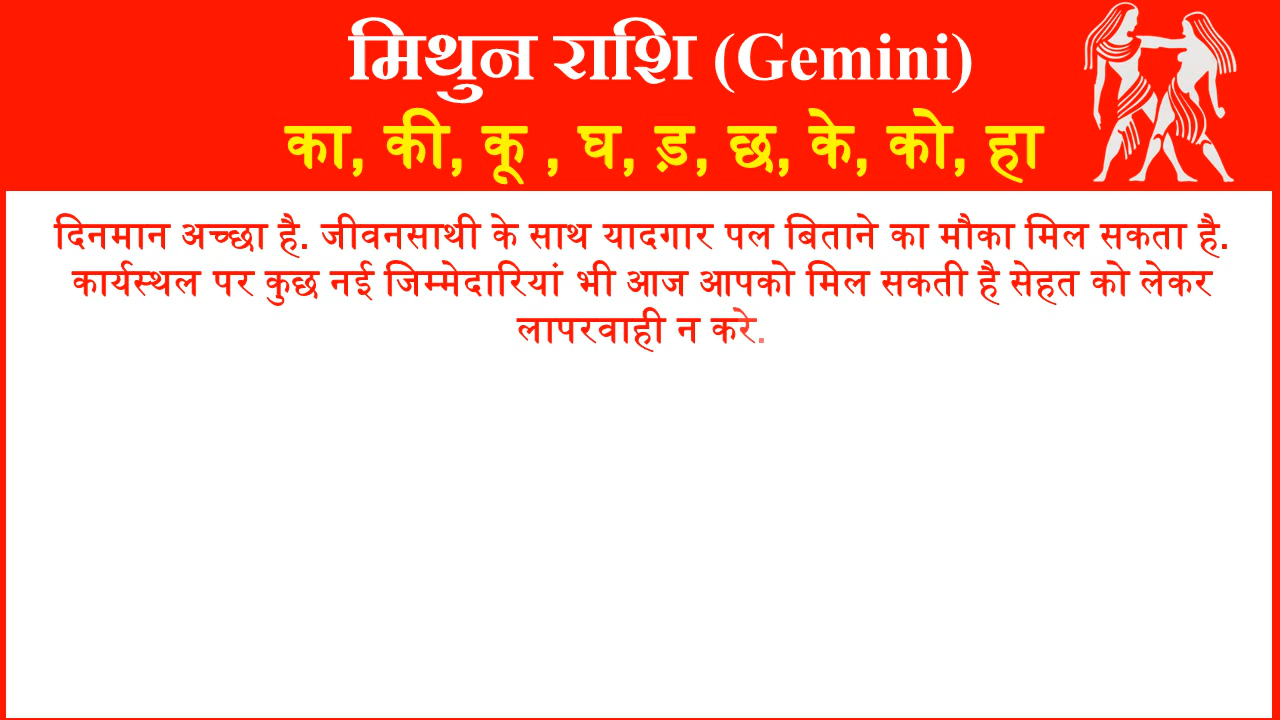 मिथुन राशि (Gemini)
का, की, कू , घ, ड़, छ, के, को, हा
दिनमान अच्छा है. जीवनसाथी के साथ यादगार पल बिताने का मौका मिल सकता है.
कार्यस्थल पर कुछ नई जिम्मेदारियां भी आज आपको मिल सकती है सेहत को लेकर
लापरवाही न करे.